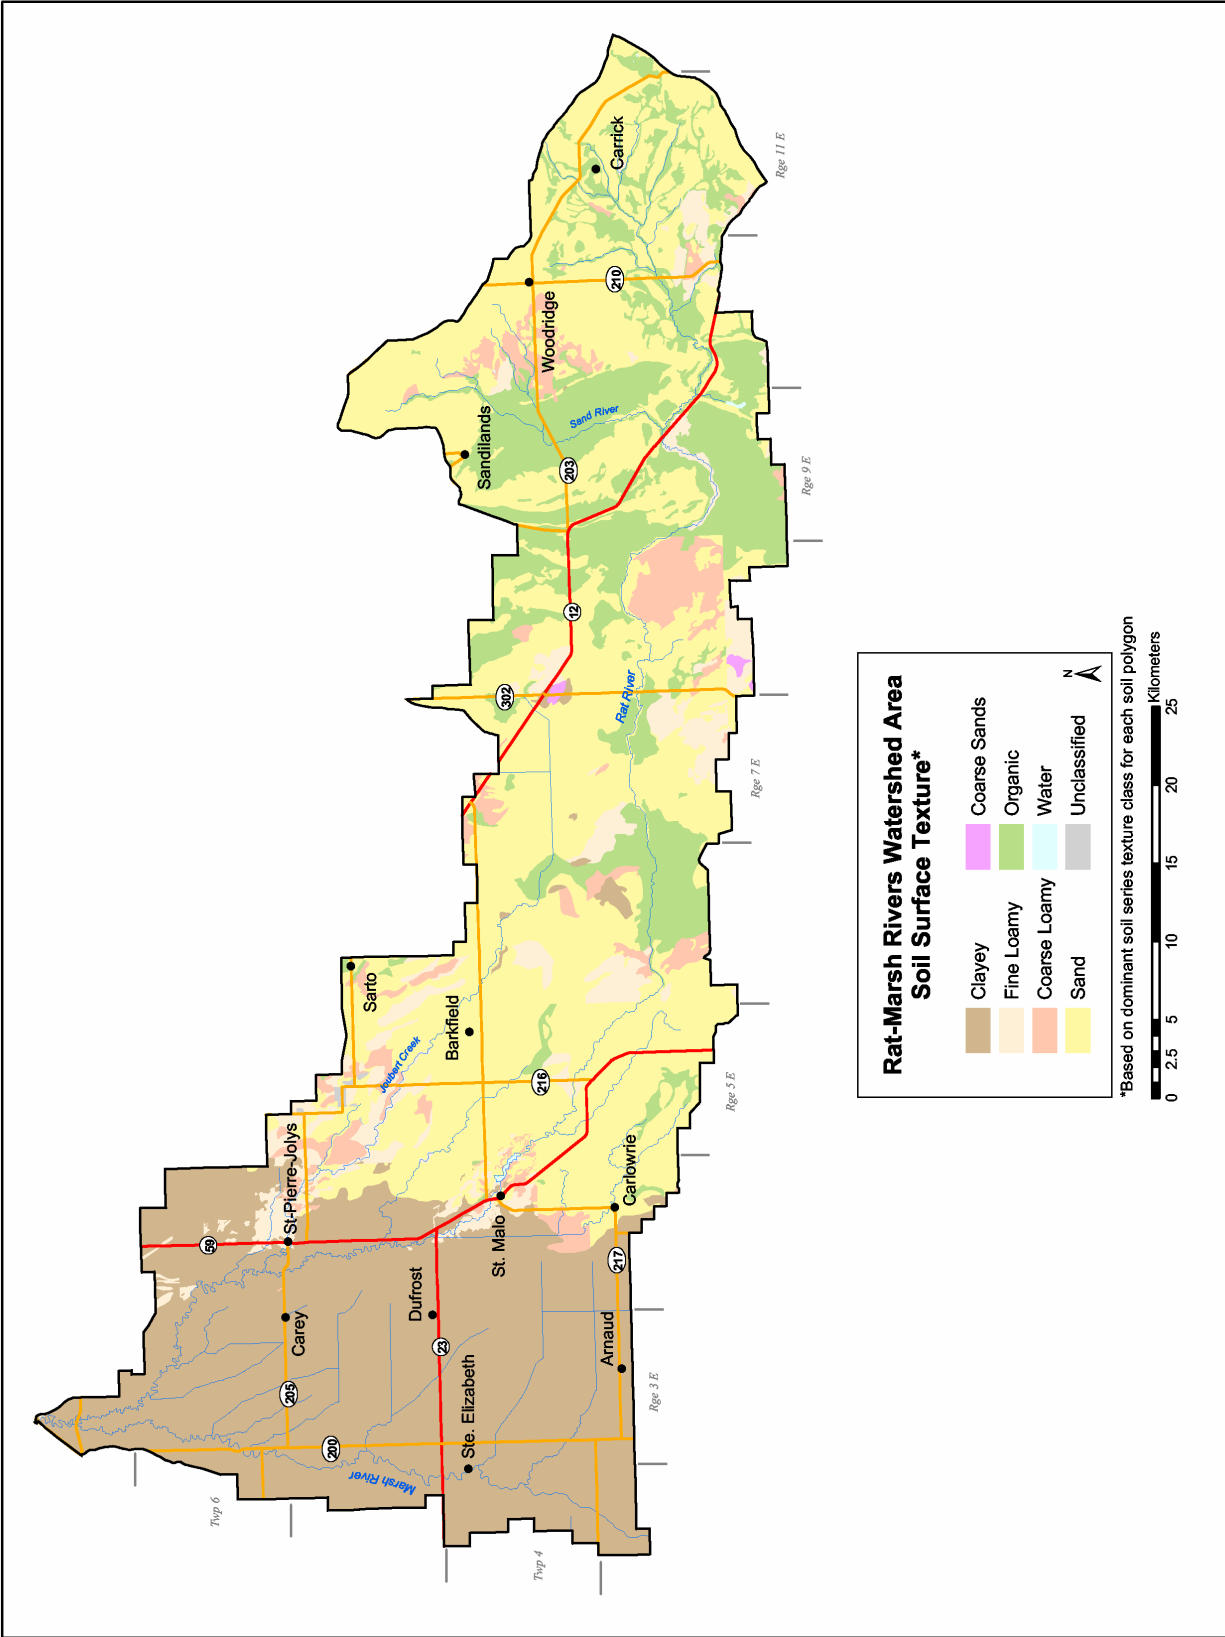 Rat-Marsh Rivers Watershed Area
Soil Surface Texture*
Clayey
Fine Loamy
Coarse Loamy
Sand
Coarse Sands
Organic
Water
Unclassified
N
*Based on dominant soil series texture class for each soil polygon
0 2.5 5 10 15 20 25 Kilometers
Twp 6
Twp 4
Rge 3 E
Rge 5 E
Rge 7 E
Rge 9 E
Rge 11 E
Marsh River
Joubert Creek
Rat River
Sand River
Ste. Elizabeth
Arnaud
Carey
Dufrost
St-Pierre-Jolys
St. Malo
Carlowrie
Barkfield
Sarto
Sandilands
Woodridge
Carrick
200
205
23
59
217
216
302
12
203
210